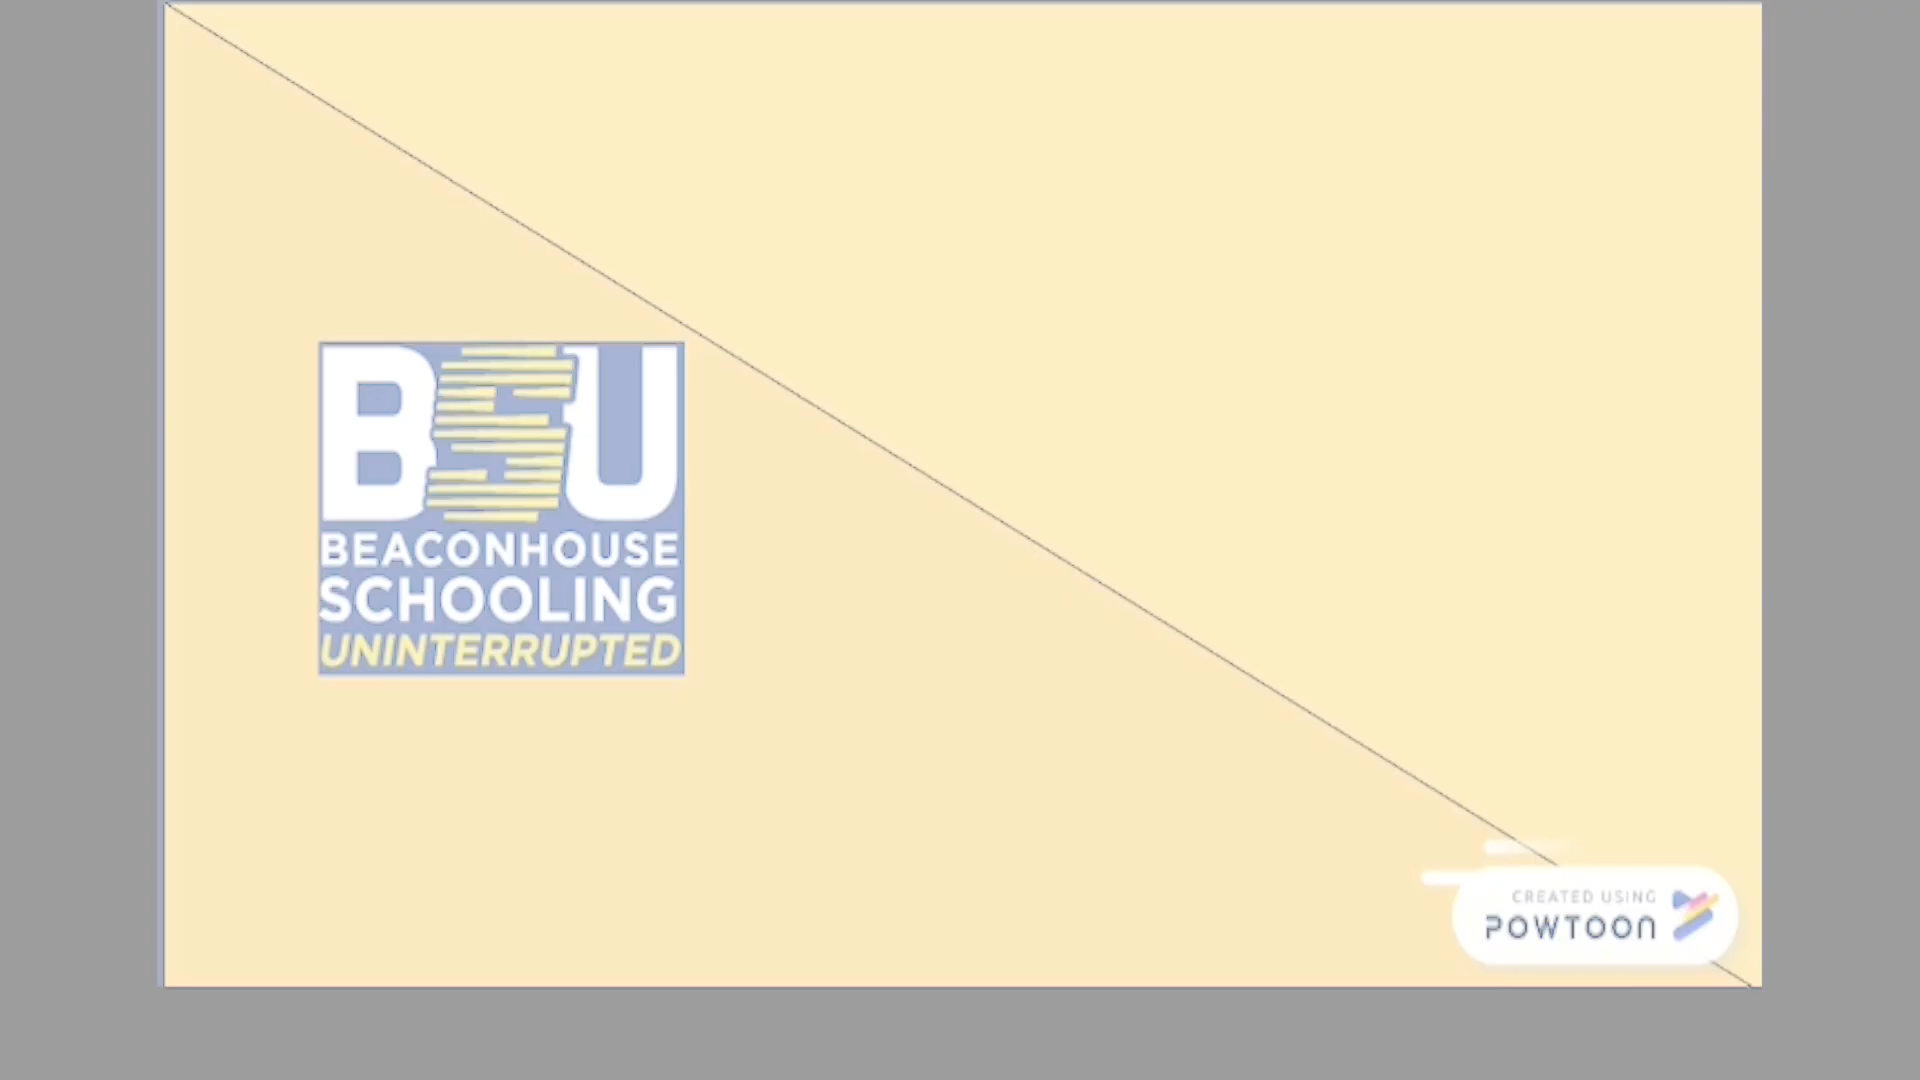 BSU
BEACONHOUSE
SCHOOLING
UNINTERRUPTED
CREATED USING
POWTOON